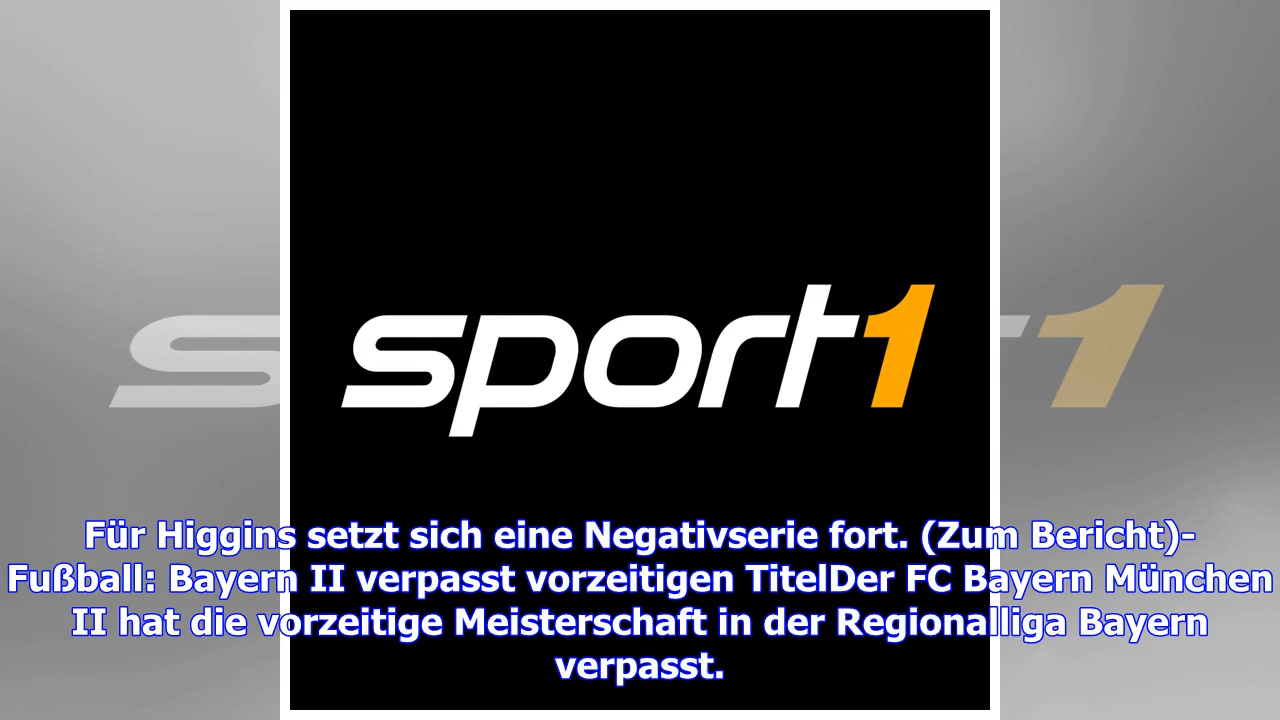 sport1
Für Higgins setzt sich eine Negativserie fort. (Zum Bericht)-
Fußball: Bayern II verpasst vorzeitigen TitelDer FC Bayern München
II hat die vorzeitige Meisterschaft in der Regionalliga Bayern
verpasst.